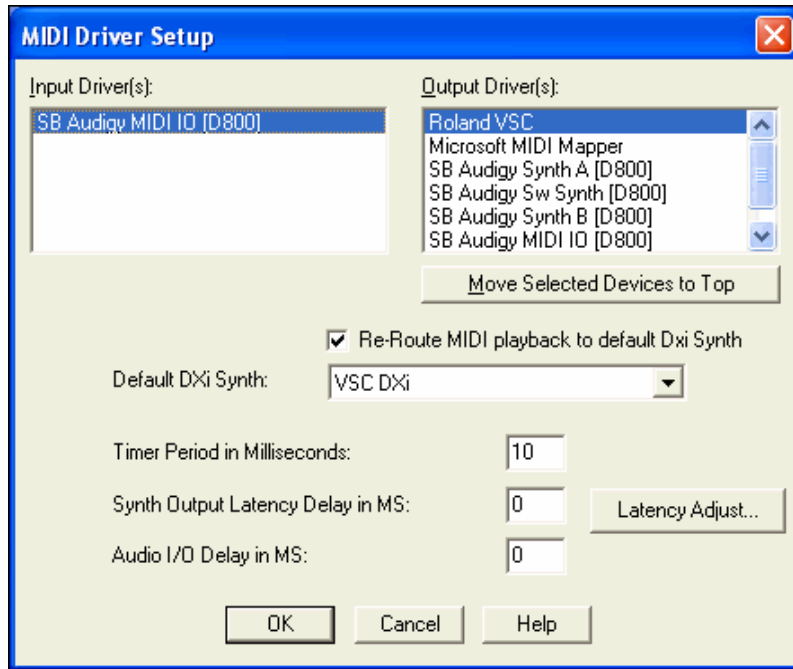 MIDI Driver Setup
Input Driver(s):
SB Audigy MIDI IO [D800]
Output Driver(s):
Roland VSC
Microsoft MIDI Mapper
SB Audigy Synth A [D800]
SB Audigy Sw Synth [D800]
SB Audigy Synth B [D800]
SB Audigy MIDI IO [D800]
Move Selected Devices to Top
Re-Route MIDI playback to default Dxi Synth
Default DXi Synth: VSC DXi
Timer Period in Milliseconds: 10
Synth Output Latency Delay in MS: 0 Latency Adjust...
Audio I/O Delay in MS: 0
OK Cancel Help